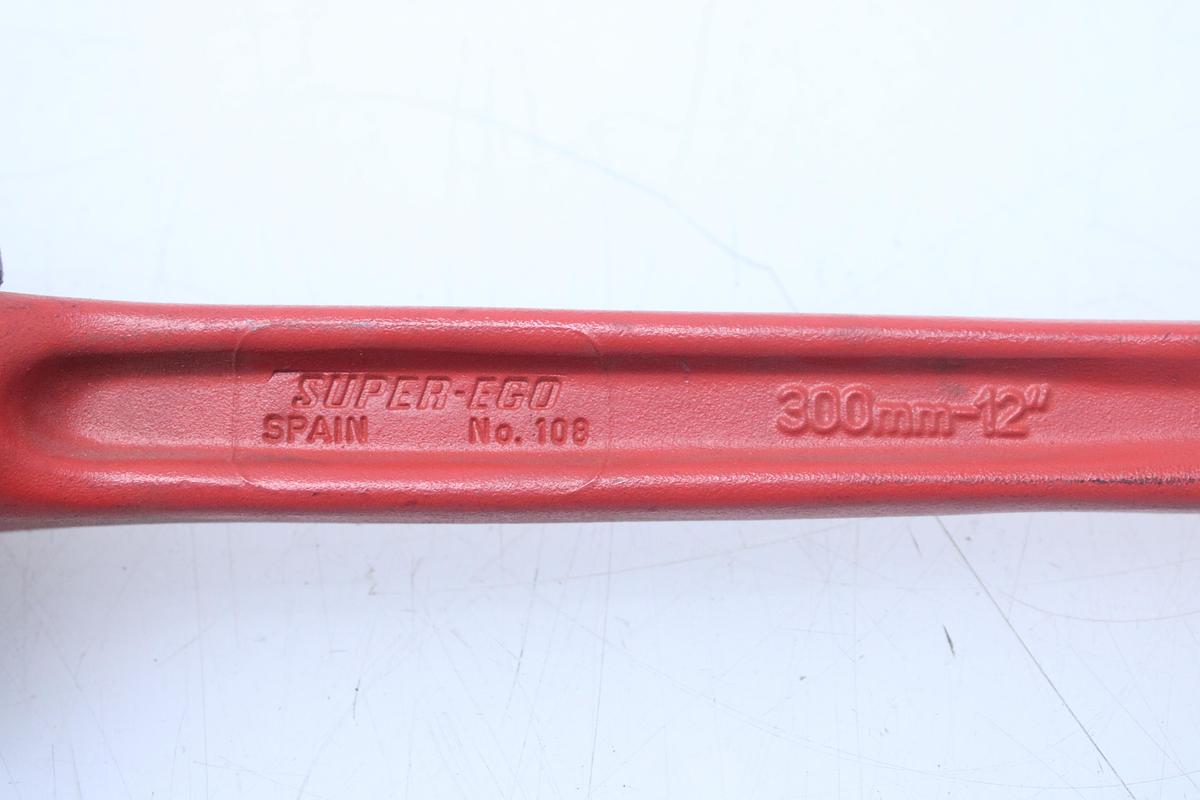 SUPER-EGO
SPAIN No. 108
300mm-12"